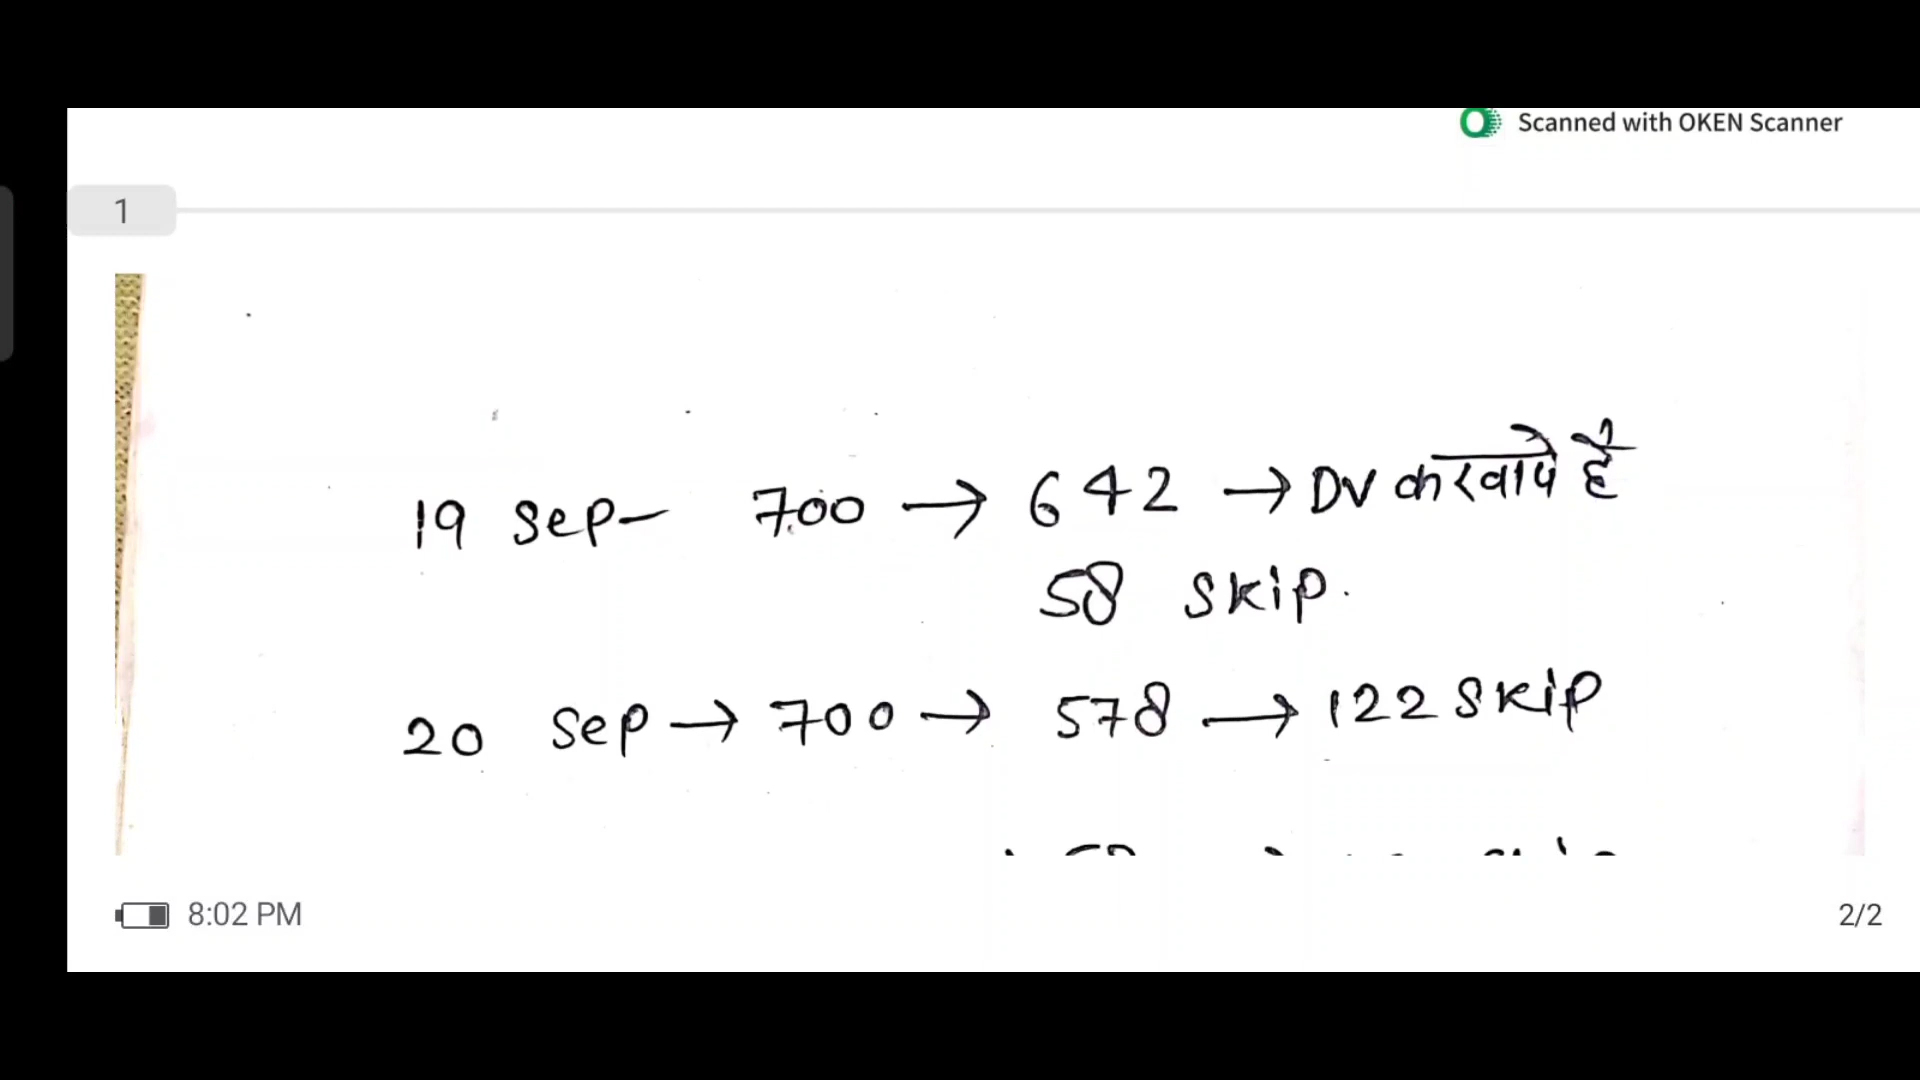 Scanned with OKEN Scanner
1
19 Sep- 700 → 642 → DV करवाये है
58 Skip.
20 Sep → 700 → 578 → 122 Skip
8:02 PM
2/2